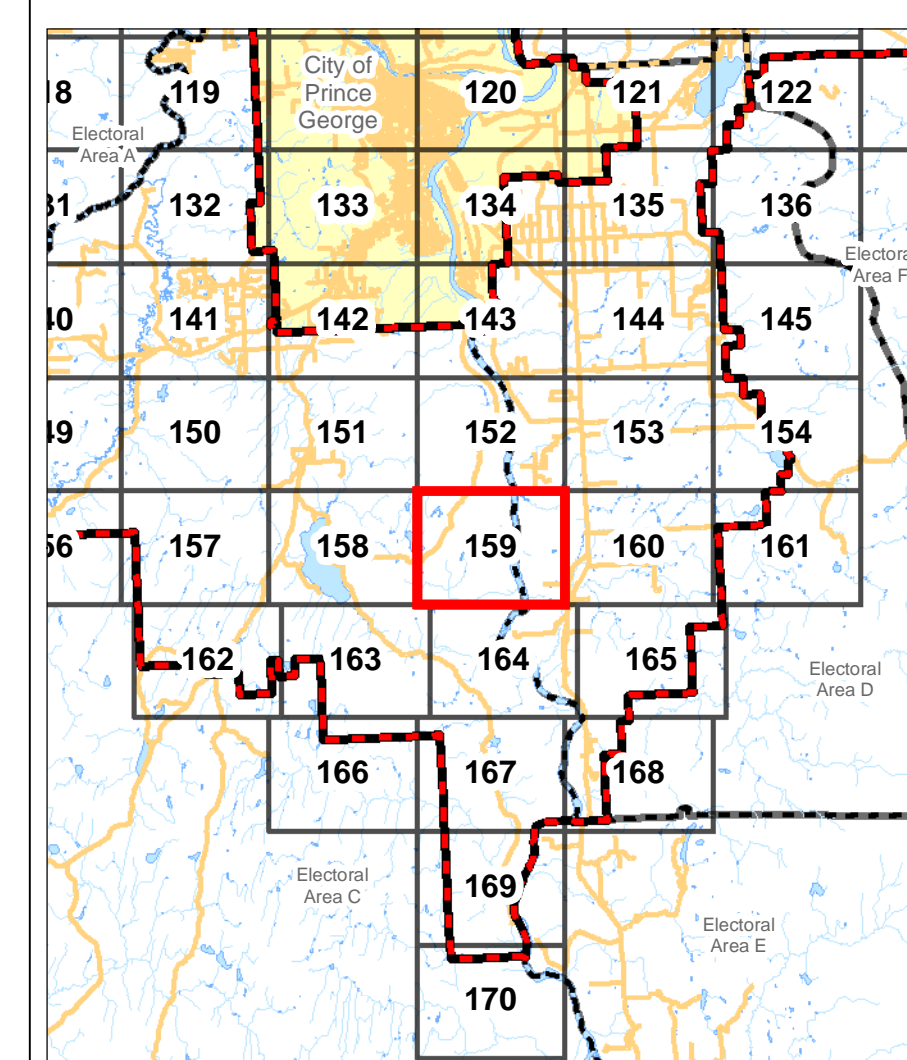 City of
Prince
George
18
119
120
121
122
Electoral
Area A
31
132
133
134
135
136
Electora
Area F
40
141
142
143
144
145
49
150
151
152
153
154
56
157
158
159
160
161
162
163
164
165
Electoral
Area D
166
167
168
Electoral
Area C
169
Electoral
Area E
170